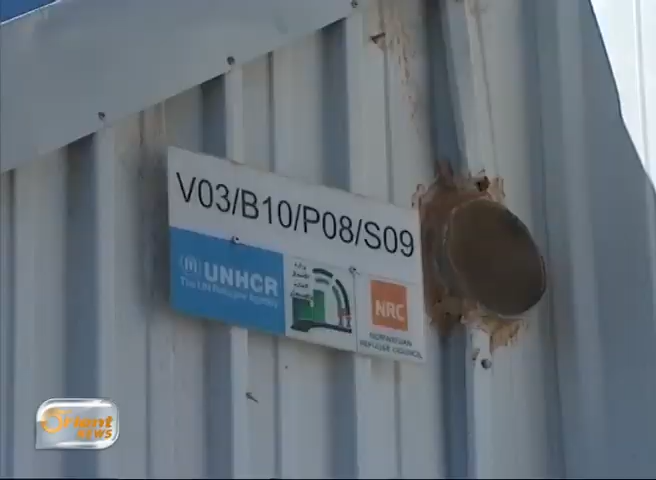 V03/B10/P08/S09
UNHCR
The UN Refugee Agency
NRC
NORWEGIAN
REFUGEE COUNCIL
Orient
NEWS